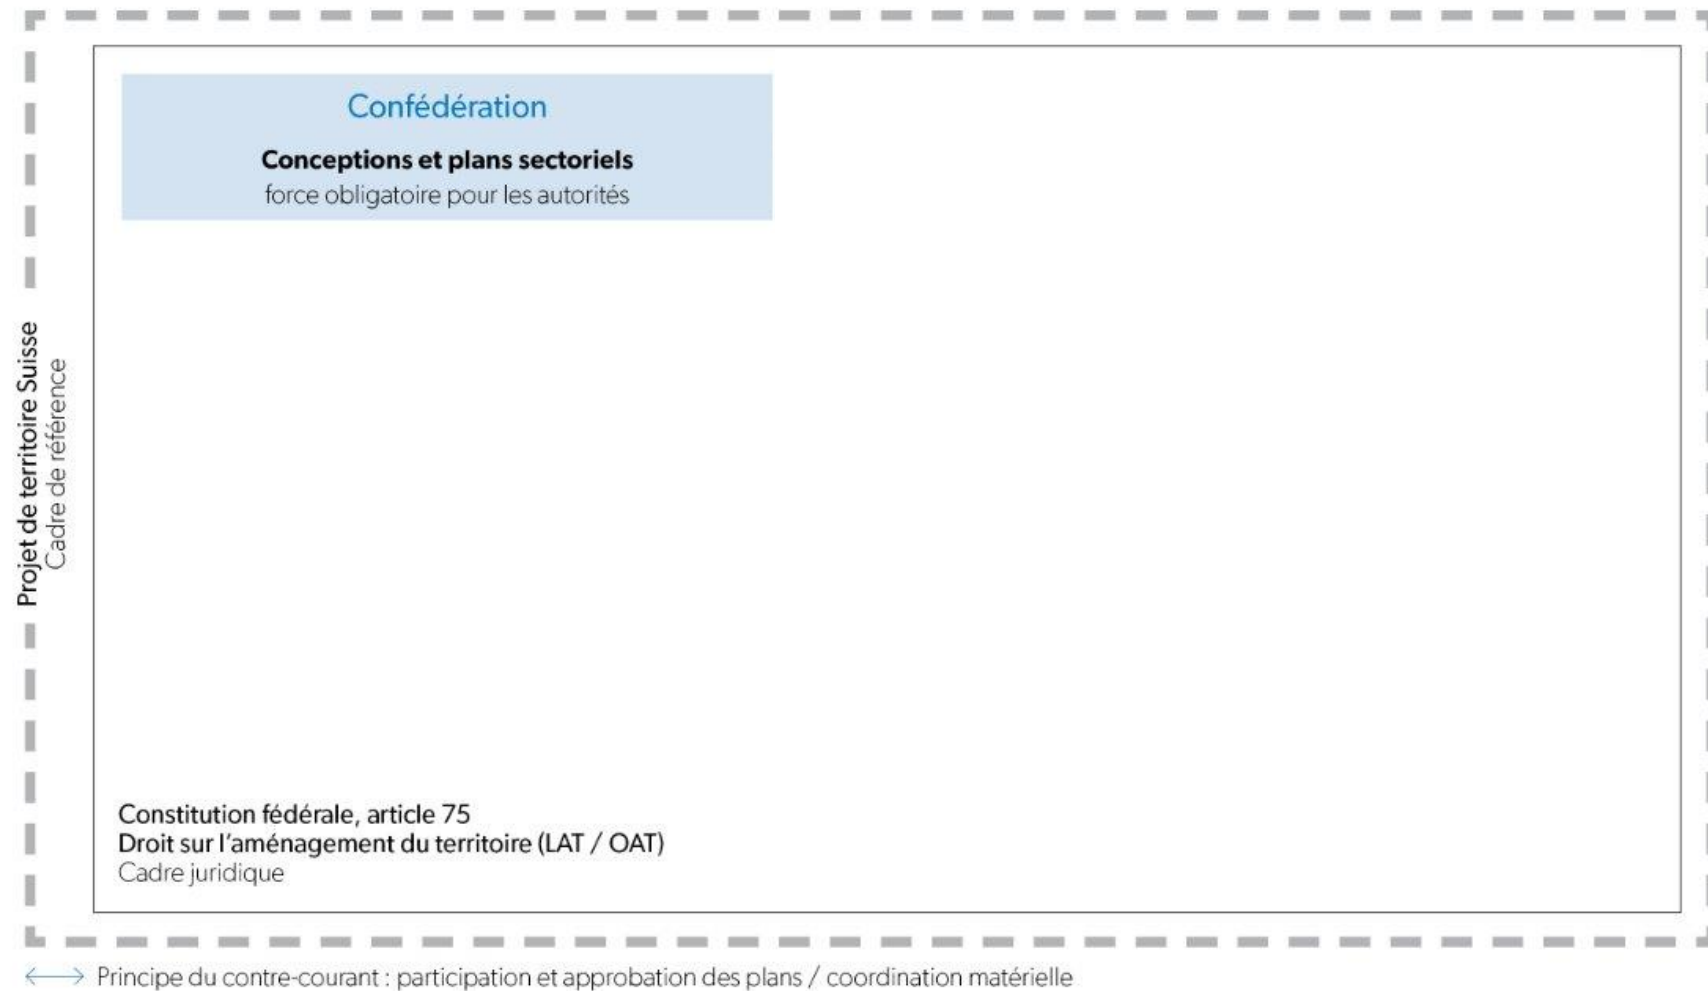 Confédération
Conceptions et plans sectoriels
force obligatoire pour les autorités
Projet de territoire Suisse
Cadre de référence
Constitution fédérale, article 75
Droit sur l'aménagement du territoire (LAT / OAT)
Cadre juridique
Principe du contre-courant : participation et approbation des plans / coordination matérielle